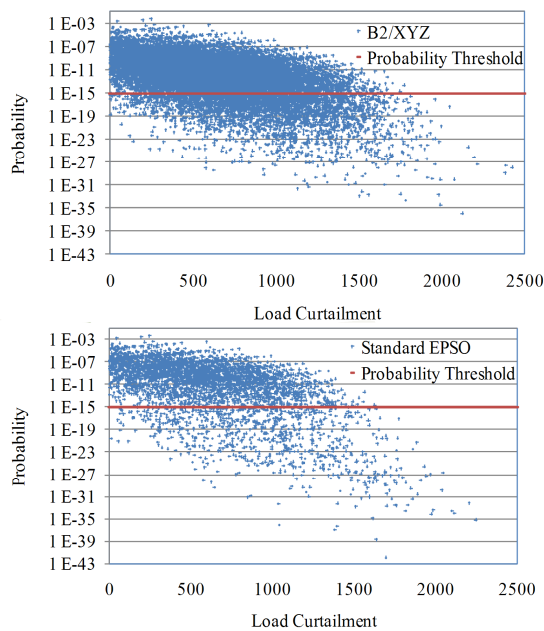 1 E-03
1 E-07
1 E-11
1 E-15
1 E-19
1 E-23
1 E-27
1 E-31
1 E-35
1 E-39
1 E-43
Probability
B2/XYZ
Probability Threshold
0 500 1000 1500 2000 2500
Load Curtailment
1 E-03
1 E-07
1 E-11
1 E-15
1 E-19
1 E-23
1 E-27
1 E-31
1 E-35
1 E-39
1 E-43
Probability
Standard EPSO
Probability Threshold
0 500 1000 1500 2000 2500
Load Curtailment